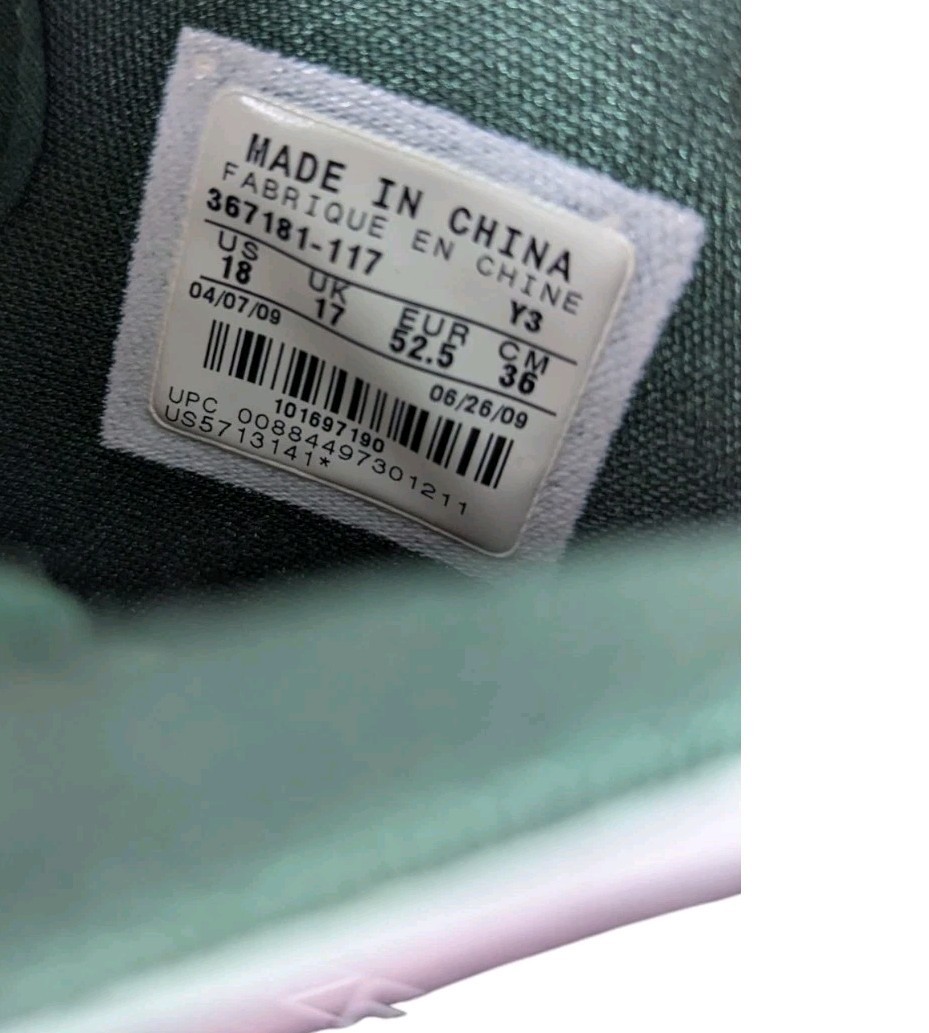 MADE IN CHINA
FABRIQUE EN CHINE
367181-117 Y3
US UK EUR CM
18 17 52.5 36
04/07/09 06/26/09
101697190
UPC 00884497301211
US5713141*